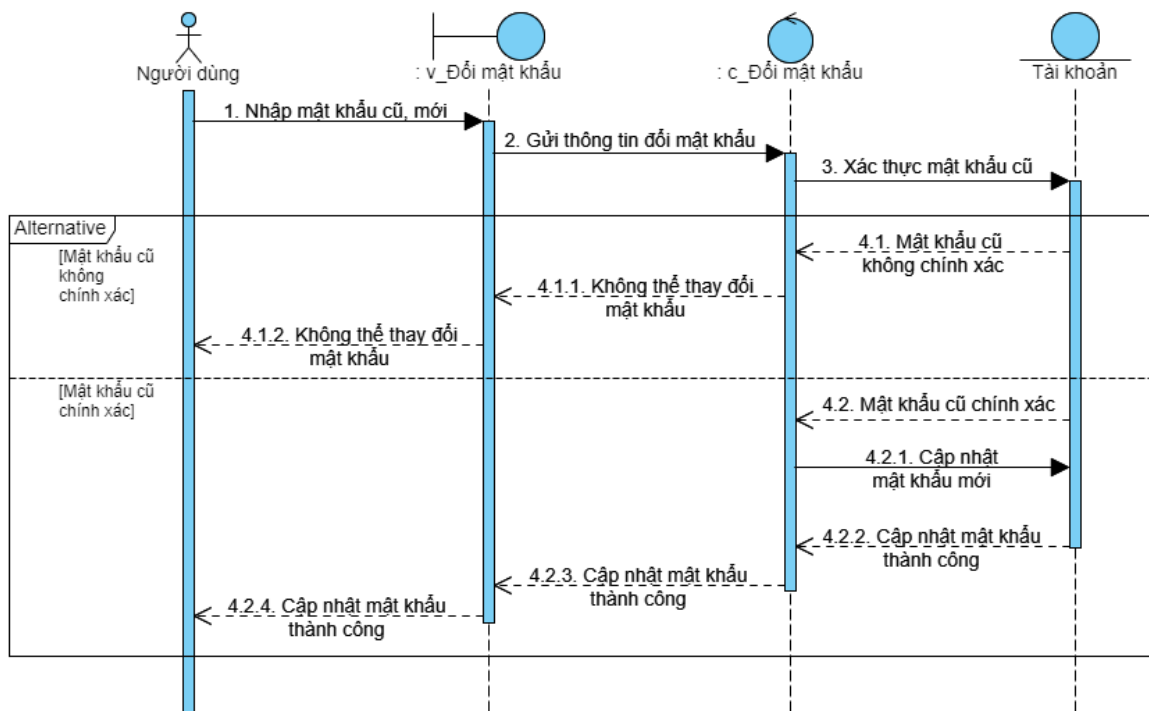 Người dùng
: v_Đổi mật khẩu
: c_Đổi mật khẩu
Tài khoản
1. Nhập mật khẩu cũ, mới
2. Gửi thông tin đổi mật khẩu
3. Xác thực mật khẩu cũ
Alternative
[Mật khẩu cũ
không
chính xác]
4.1. Mật khẩu cũ
không chính xác
4.1.1. Không thể thay đổi
mật khẩu
4.1.2. Không thể thay đổi
mật khẩu
[Mật khẩu cũ
chính xác]
4.2. Mật khẩu cũ chính xác
4.2.1. Cập nhật
mật khẩu mới
4.2.2. Cập nhật mật khẩu
thành công
4.2.3. Cập nhật mật khẩu
thành công
4.2.4. Cập nhật mật khẩu
thành công